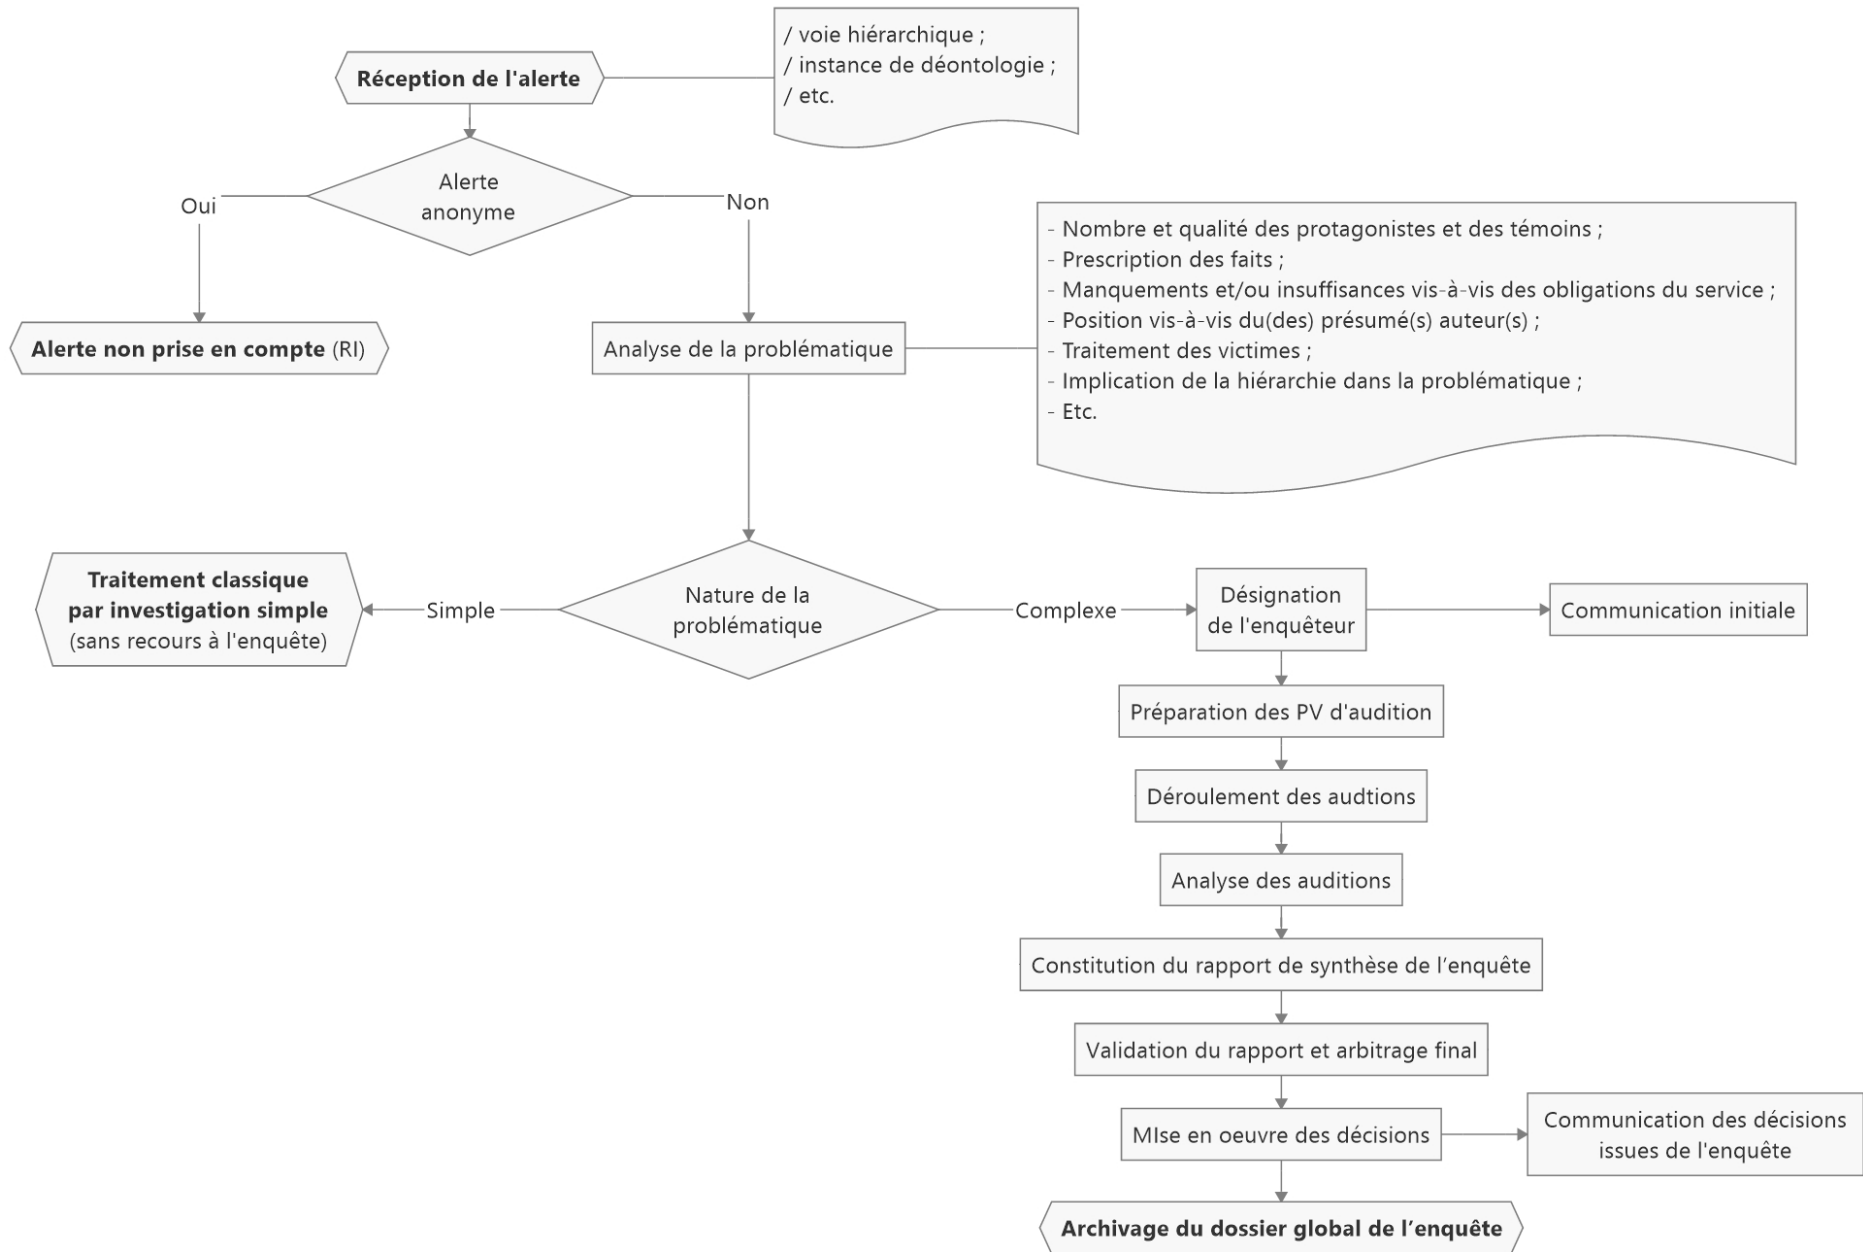 Réception de l'alerte
/ voie hiérarchique ;
/ instance de déontologie ;
/ etc.
Alerte
anonyme
Oui
Non
Alerte non prise en compte (RI)
Analyse de la problématique
- Nombre et qualité des protagonistes et des témoins ;
- Prescription des faits ;
- Manquements et/ou insuffisances vis-à-vis des obligations du service ;
- Position vis-à-vis du(des) présumé(s) auteur(s) ;
- Traitement des victimes ;
- Implication de la hiérarchie dans la problématique ;
- Etc.
Traitement classique
par investigation simple
(sans recours à l'enquête)
Simple
Nature de la
problématique
Complexe
Désignation
de l'enquêteur
Communication initiale
Préparation des PV d'audition
Déroulement des audtions
Analyse des auditions
Constitution du rapport de synthèse de l’enquête
Validation du rapport et arbitrage final
MIse en oeuvre des décisions
Communication des décisions
issues de l'enquête
Archivage du dossier global de l’enquête